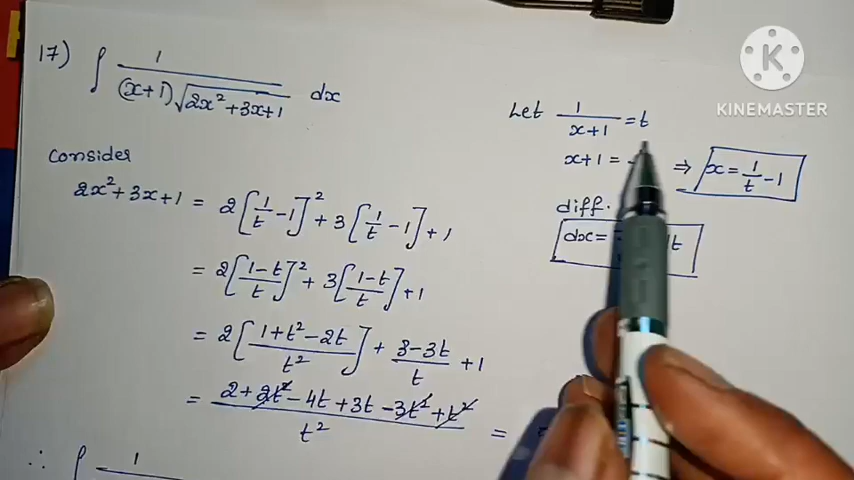 17) ∫ 1/((x+1)√(2x²+3x+1)) dx
Consider
2x²+3x+1 = 2[1/t - 1]² + 3[1/t - 1] + 1
= 2[(1-t)/t]² + 3[(1-t)/t] + 1
= 2[(1+t²-2t)/t²] + (3-3t)/t + 1
= (2+2t²-4t+3t-3t²+t²)/t² =
∴ ∫ 1
Let 1/(x+1) = t
x+1 = ⇒ x = 1/t - 1
diff.
dx =
K
KINEMASTER